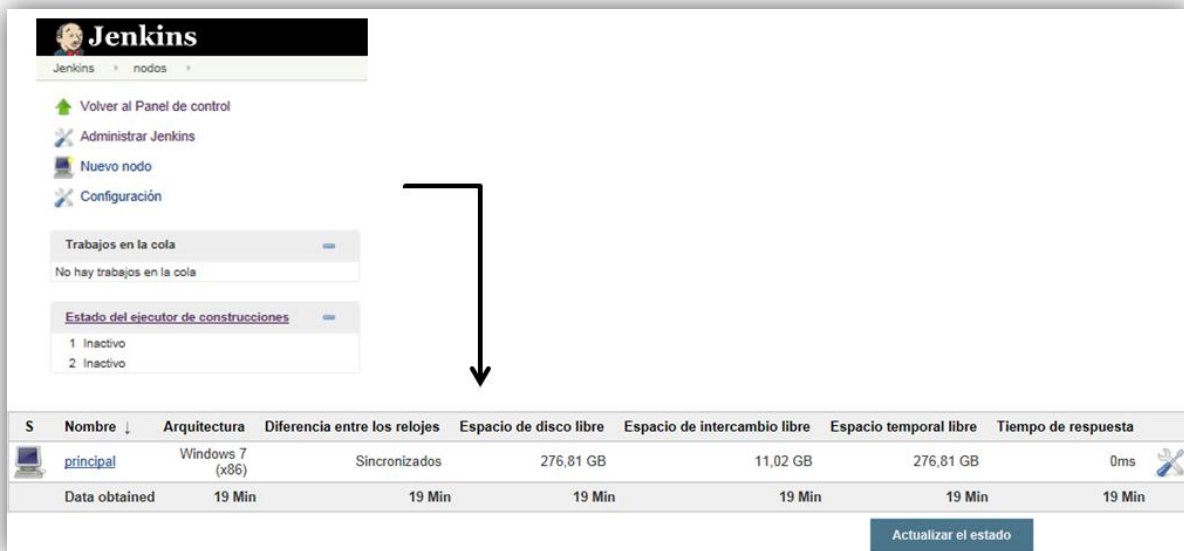 Jenkins
Jenkins nodos
Volver al Panel de control
Administrar Jenkins
Nuevo nodo
Configuración
Trabajos en la cola
No hay trabajos en la cola
Estado del ejecutor de construcciones
1 Inactivo
2 Inactivo
S Nombre ↓ Arquitectura Diferencia entre los relojes Espacio de disco libre Espacio de intercambio libre Espacio temporal libre Tiempo de respuesta
principal Windows 7 (x86) Sincronizados 276,81 GB 11,02 GB 276,81 GB 0ms
Data obtained 19 Min 19 Min 19 Min 19 Min 19 Min 19 Min
Actualizar el estado